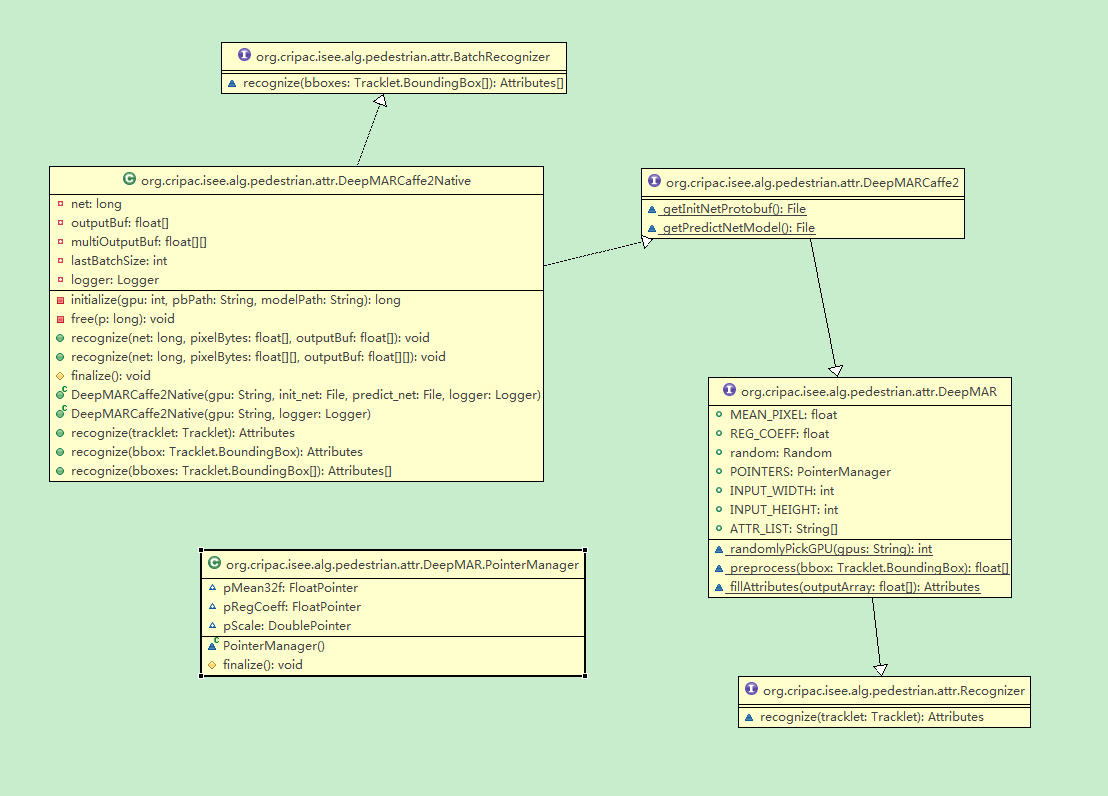 org.cripac.isee.alg.pedestrian.attr.BatchRecognizer
recognize(bboxes: Tracklet.BoundingBox[]): Attributes[]
org.cripac.isee.alg.pedestrian.attr.DeepMARCaffe2Native
net: long
outputBuf: float[]
multiOutputBuf: float[][]
lastBatchSize: int
logger: Logger
initialize(gpu: int, pbPath: String, modelPath: String): long
free(p: long): void
recognize(net: long, pixelBytes: float[], outputBuf: float[]): void
recognize(net: long, pixelBytes: float[][], outputBuf: float[][]): void
finalize(): void
DeepMARCaffe2Native(gpu: String, init_net: File, predict_net: File, logger: Logger)
DeepMARCaffe2Native(gpu: String, logger: Logger)
recognize(tracklet: Tracklet): Attributes
recognize(bbox: Tracklet.BoundingBox): Attributes
recognize(bboxes: Tracklet.BoundingBox[]): Attributes[]
org.cripac.isee.alg.pedestrian.attr.DeepMARCaffe2
getInitNetProtobuf(): File
getPredictNetModel(): File
org.cripac.isee.alg.pedestrian.attr.DeepMAR
MEAN_PIXEL: float
REG_COEFF: float
random: Random
POINTERS: PointerManager
INPUT_WIDTH: int
INPUT_HEIGHT: int
ATTR_LIST: String[]
randomlyPickGPU(gpus: String): int
preprocess(bbox: Tracklet.BoundingBox): float[]
fillAttributes(outputArray: float[]): Attributes
org.cripac.isee.alg.pedestrian.attr.DeepMAR.PointerManager
pMean32f: FloatPointer
pRegCoeff: FloatPointer
pScale: DoublePointer
PointerManager()
finalize(): void
org.cripac.isee.alg.pedestrian.attr.Recognizer
recognize(tracklet: Tracklet): Attributes